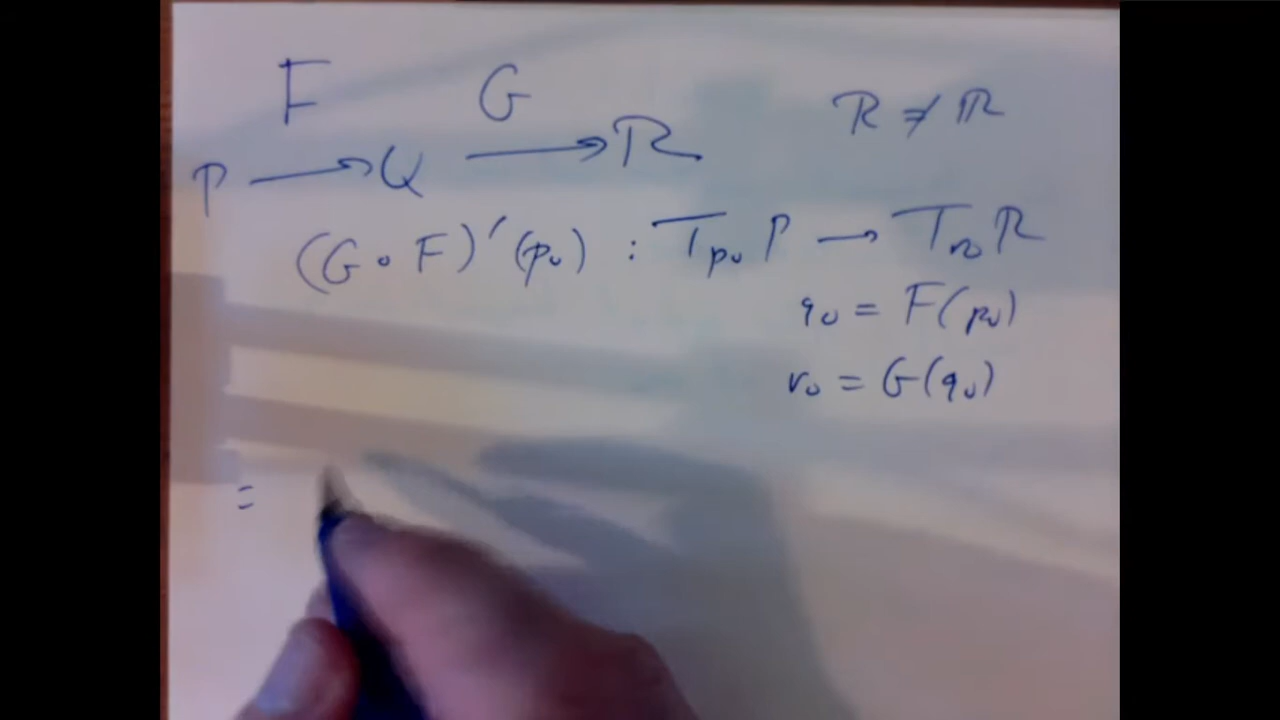 F G
P → Q → R R ≠ ℝ
(G ∘ F)′(p₀) : T_{p₀} P → T_{r₀} R
q₀ = F(p₀)
r₀ = G(q₀)
=